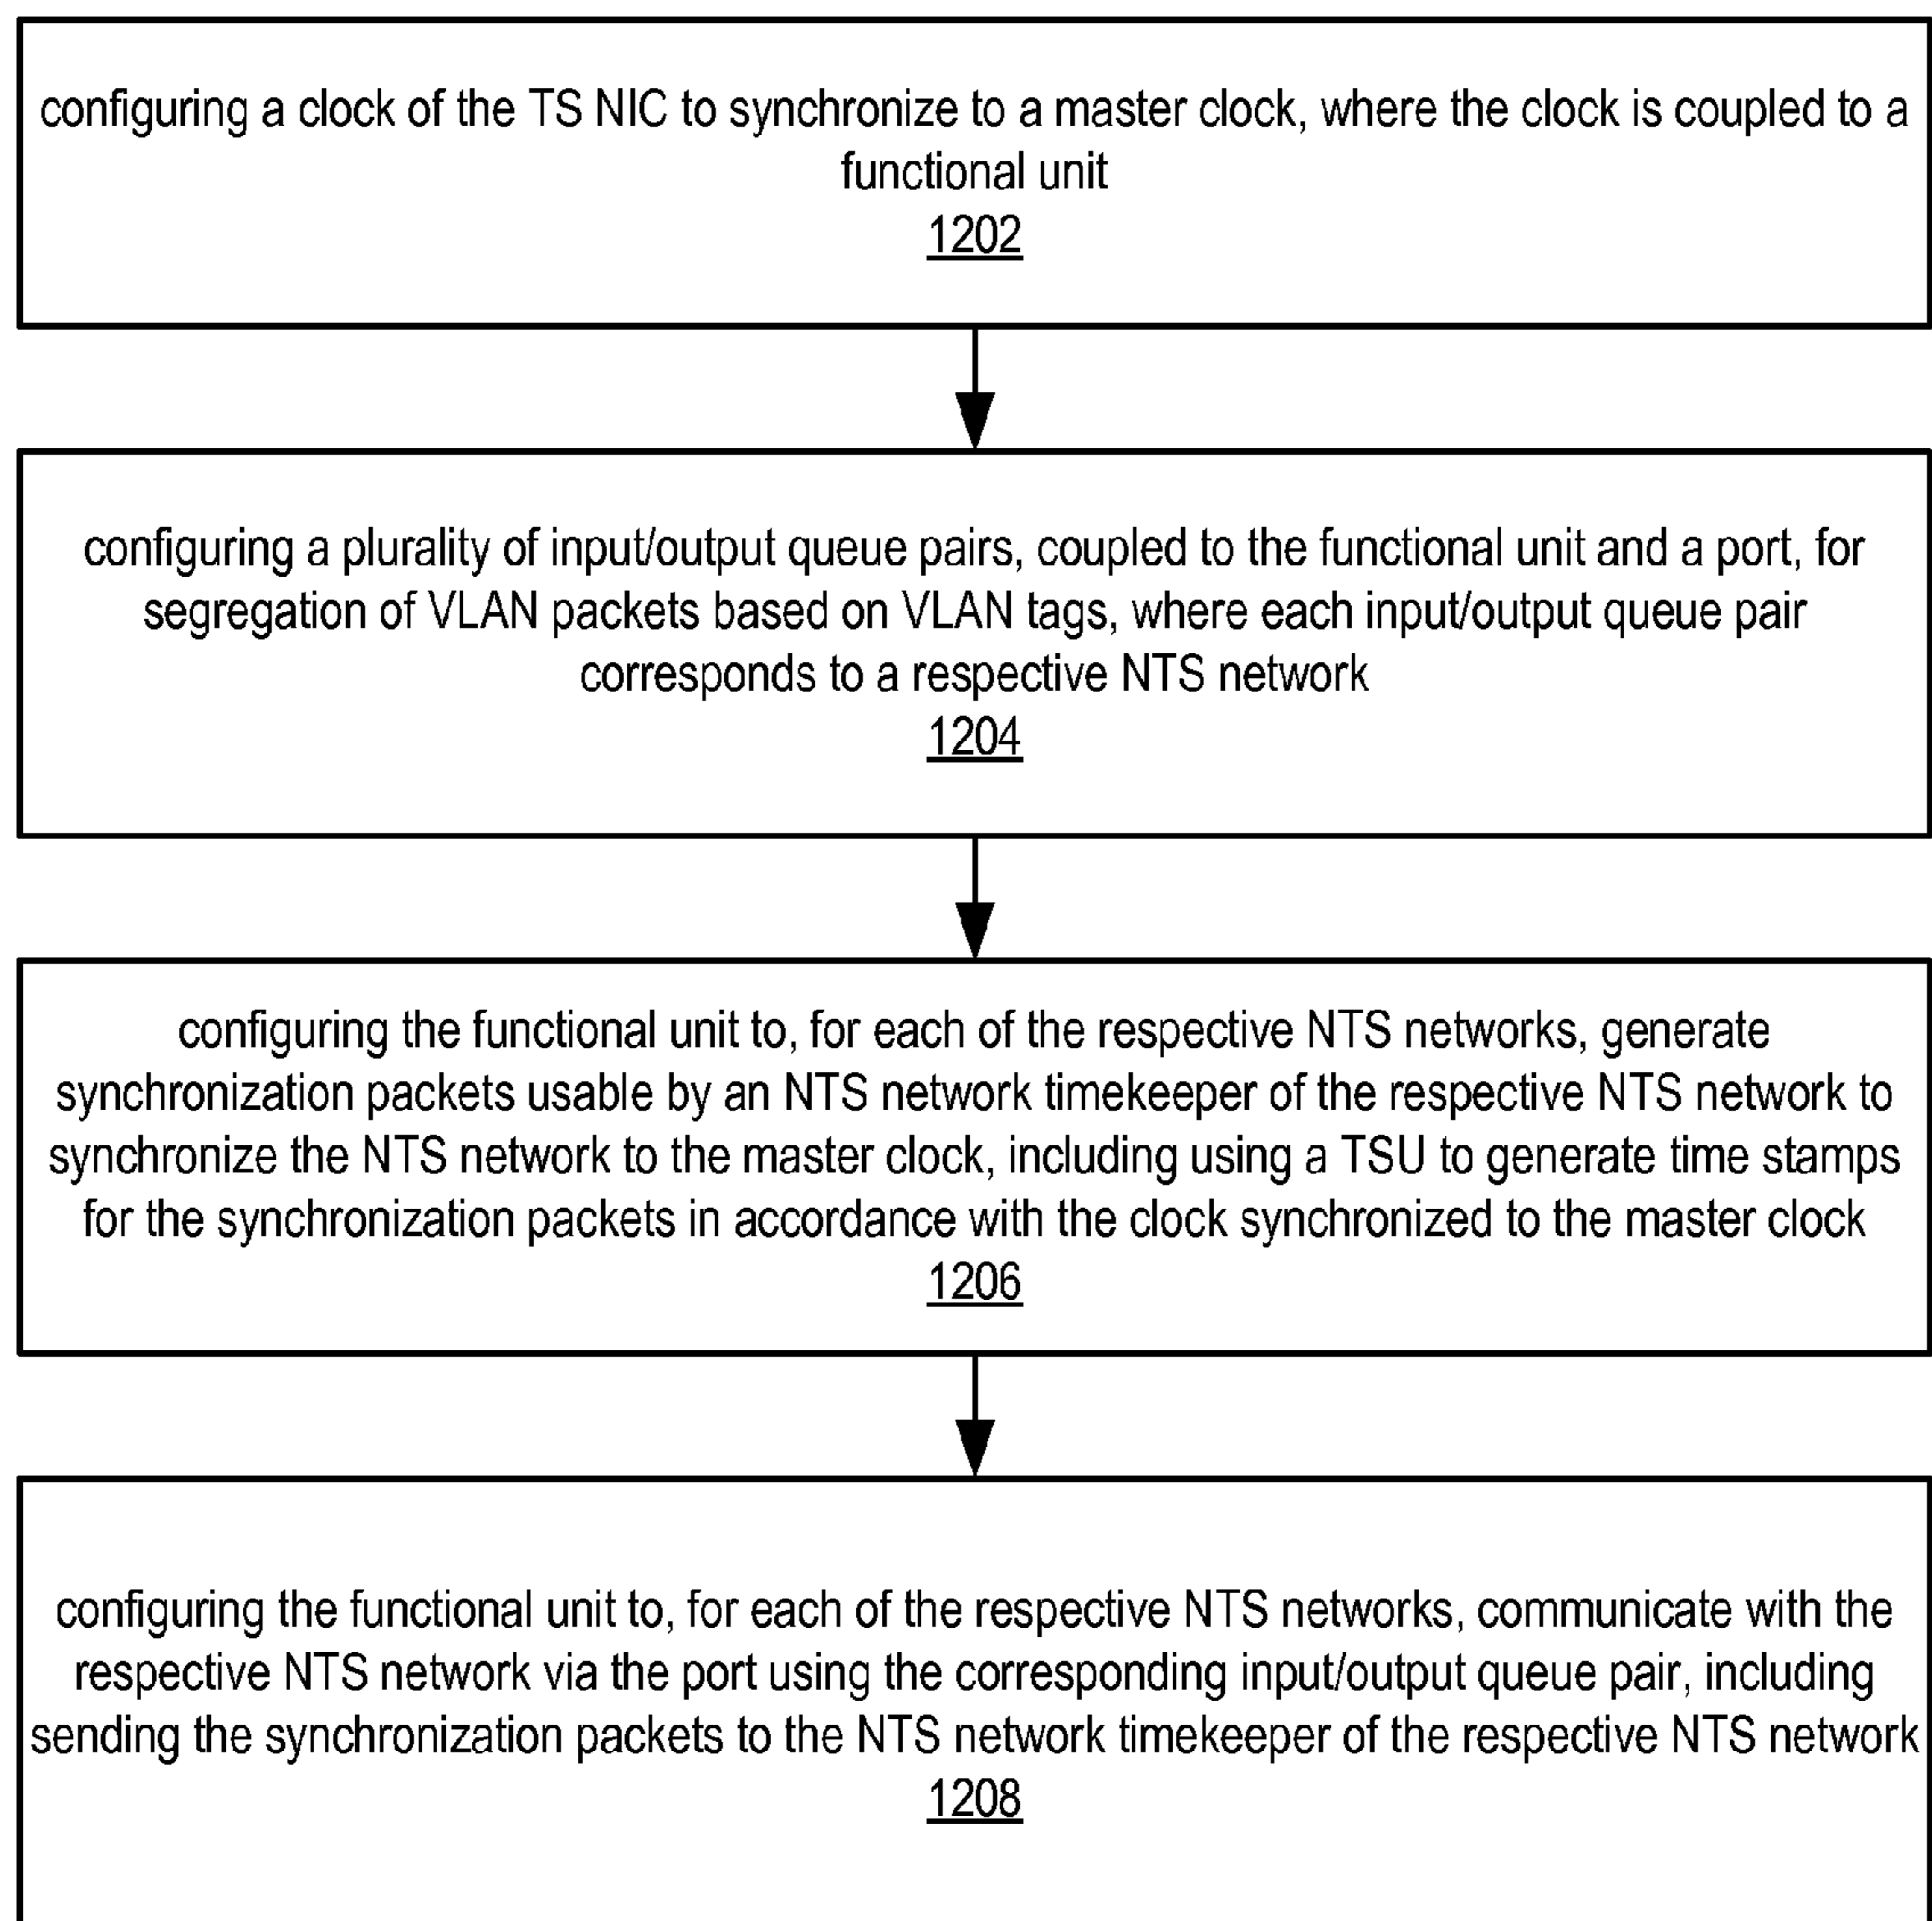 configuring a clock of the TS NIC to synchronize to a master clock, where the clock is coupled to a
functional unit
1202
configuring a plurality of input/output queue pairs, coupled to the functional unit and a port, for
segregation of VLAN packets based on VLAN tags, where each input/output queue pair
corresponds to a respective NTS network
1204
configuring the functional unit to, for each of the respective NTS networks, generate
synchronization packets usable by an NTS network timekeeper of the respective NTS network to
synchronize the NTS network to the master clock, including using a TSU to generate time stamps
for the synchronization packets in accordance with the clock synchronized to the master clock
1206
configuring the functional unit to, for each of the respective NTS networks, communicate with the
respective NTS network via the port using the corresponding input/output queue pair, including
sending the synchronization packets to the NTS network timekeeper of the respective NTS network
1208